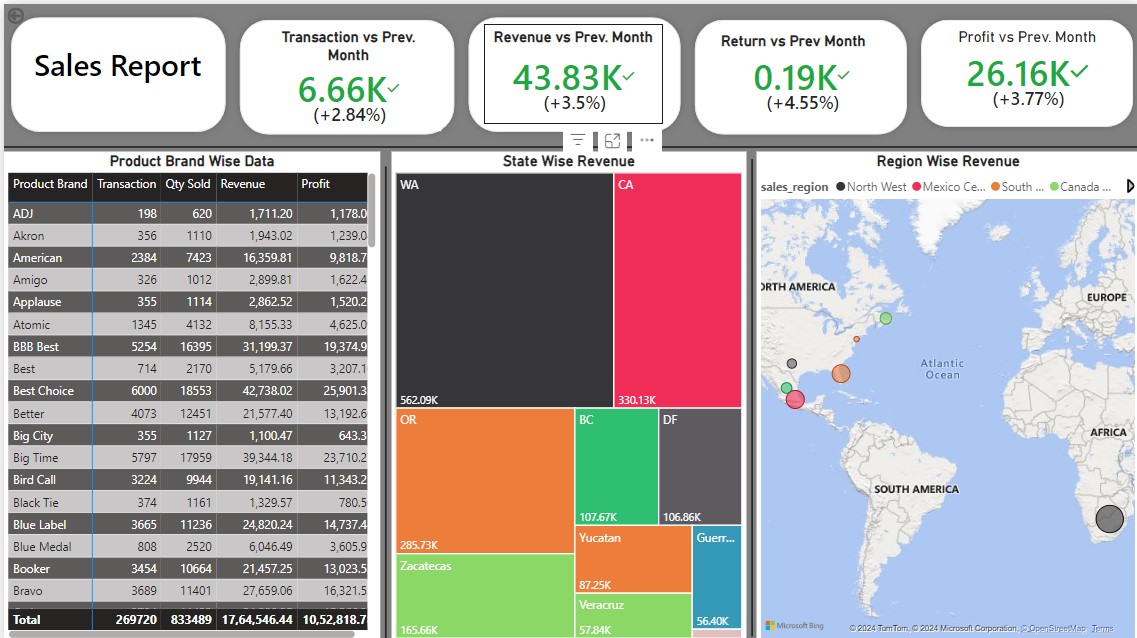 Sales Report
Transaction vs Prev.
Month
6.66K
(+2.84%)
Revenue vs Prev. Month
43.83K
(+3.5%)
Return vs Prev Month
0.19K
(+4.55%)
Profit vs Prev. Month
26.16K
(+3.77%)
Product Brand Wise Data
Product Brand Transaction Qty Sold Revenue Profit
ADJ 198 620 1,711.20 1,178.0
Akron 356 1110 1,943.02 1,239.0
American 2384 7423 16,359.81 9,818.7
Amigo 326 1012 2,899.81 1,622.4
Applause 355 1114 2,862.52 1,520.2
Atomic 1345 4132 8,155.33 4,625.0
BBB Best 5254 16395 31,199.37 19,374.9
Best 714 2170 5,179.66 3,207.1
Best Choice 6000 18553 42,738.02 25,901.3
Better 4073 12451 21,577.40 13,192.6
Big City 355 1127 1,100.47 643.3
Big Time 5797 17959 39,344.18 23,710.2
Bird Call 3224 9944 19,141.16 11,343.2
Black Tie 374 1161 1,329.57 780.5
Blue Label 3665 11236 24,820.24 14,737.4
Blue Medal 808 2520 6,046.49 3,605.9
Booker 3454 10664 21,457.25 13,023.5
Bravo 3689 11401 27,659.06 16,321.5
Total 269720 833489 17,64,546.44 10,52,818.7
State Wise Revenue
WA
562.09K
CA
330.13K
OR
285.73K
BC
107.67K
DF
106.86K
Zacatecas
165.66K
Yucatan
87.25K
Guerr...
56.40K
Veracruz
57.84K
Region Wise Revenue
sales_region North West Mexico Ce... South ... Canada ...
ORTH AMERICA
EUROPE
Atlantic
Ocean
AFRICA
SOUTH AMERICA
Microsoft Bing
© 2024 TomTom, © 2024 Microsoft Corporation, © OpenStreetMap Terms